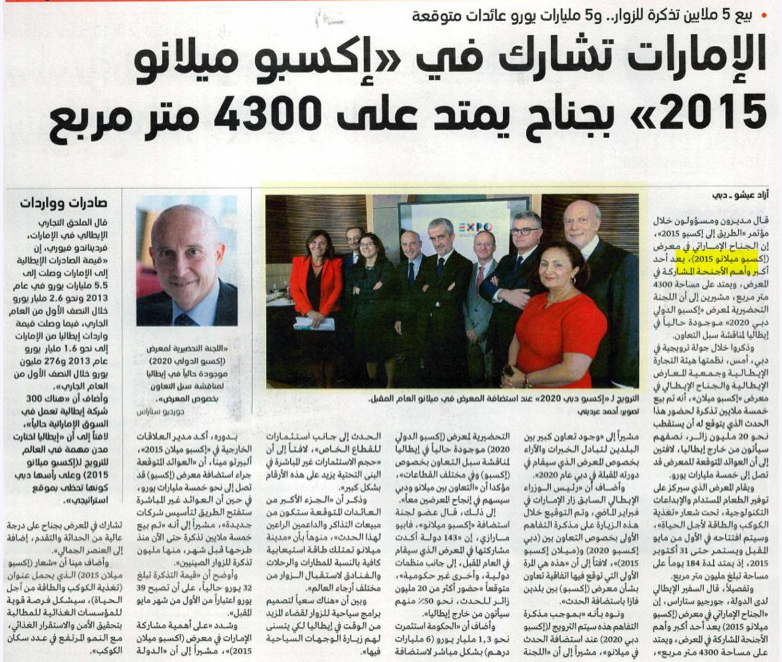 • بيع 5 ملايين تذكرة للزوار.. و5 مليارات يورو عائدات متوقعة
الإمارات تشارك في «إكسبو ميلانو
2015» بجناح يمتد على 4300 متر مربع
آراد عيشو ـ دبي
قال مديرون ومسؤولون خلال
مؤتمر «الطريق إلى إكسبو 2015»،
إن الجناح الإماراتي في معرض
(إكسبو ميلانو 2015)، يعد أحد
أكبر وأهم الأجنحة المشاركة في
المعرض، ويمتد على مساحة 4300
متر مربع، مشيرين إلى أن اللجنة
التحضيرية لمعرض «إكسبو الدولي
دبي 2020» موجودة حالياً في
إيطاليا لمناقشة سبل التعاون.
وذكروا خلال جولة ترويجية في
دبي، أمس، نظمتها هيئة التجارة
الإيطالية وجمعية المعارض
الإيطالية والجناح الإيطالي في
معرض «إكسبو ميلان»، أنه تم بيع
خمسة ملايين تذكرة لحضور هذا
الحدث الذي يتوقع له أن يستقطب
نحو 20 مليون زائر، نصفهم
سيأتون من خارج إيطاليا، لافتين
إلى أن العوائد المتوقعة للمعرض قد
تصل إلى خمسة مليارات يورو.
ويقام المعرض الذي سيركز على
توفير الطعام المستدام والإبداعات
التكنولوجية، تحت شعار «تغذية
الكوكب والطاقة لأجل الحياة»،
وسيتم افتتاحه في الأول من مايو
المقبل ويستمر حتى 31 أكتوبر
2015، إذ يمتد لـ184 يوماً على
مساحة تبلغ مليون متر مربع.
وتفصيلاً، قال السفير الإيطالي
لدى الدولة، جورجيو ستاراس، إن
«الجناح الإماراتي في معرض (إكسبو
ميلانو 2015) يعد أحد أكبر وأهم
الأجنحة المشاركة في المعرض، ويمتد
على مساحة 4300 متر مربع»،
EXPO
الترويج لـ «إكسبو دبي 2020» عند استضافة المعرض في ميلانو العام المقبل.
تصوير: أحمد عرديتي
مشيراً إلى «وجود تعاون كبير بين
البلدين لتبادل الخبرات والآراء
بخصوص المعرض الذي سيقام في
دورته المقبلة في دبي عام 2020».
وأضاف أن «رئيس الوزراء
الإيطالي السابق زار الإمارات في
فبراير الماضي، وتم التوقيع خلال
هذه الزيارة على مذكرة التفاهم
الأولى بخصوص التعاون بين (دبي
إكسبو 2020) و(ميلان إكسبو
2015)»، لافتاً إلى أن «هذه هي المرة
الأولى التي توقع فيها اتفاقية تعاون
بشأن معرض (إكسبو) بين بلدين
فازا باستضافة الحدث».
ونوه بأنه «بموجب مذكرة
التفاهم هذه سيتم الترويج لـ(إكسبو
دبي 2020) عند استضافة الحدث
في ميلانو»، مشيراً إلى أن «اللجنة
التحضيرية لمعرض (إكسبو الدولي
2020) موجودة حالياً في إيطاليا
لمناقشة سبل التعاون بخصوص
(إكسبو) وفي مختلف القطاعات»،
مؤكداً أن «التعاون بين ميلانو ودبي
سيسهم في إنجاح المعرضين معاً».
إلى ذلك، قال عضو لجنة
استضافة «إكسبو ميلانو»، فابيو
مازاري، إن «143 دولة أكدت
مشاركتها في المعرض الذي سيقام
في العام المقبل، إلى جانب منظمات
دولية، وأخرى غير حكومية»،
متوقعاً «حضور أكثر من 20 مليون
زائر للحدث، نحو 50% منهم
سيأتون من خارج إيطاليا».
وأضاف أن «الحكومة استثمرت
نحو 1,3 مليار يورو (6 مليارات
درهم) بشكل مباشر لاستضافة
الحدث إلى جانب استثمارات
للقطاع الخاص»، لافتاً إلى أن
«حجم الاستثمارات غير المباشرة في
البنى التحتية يزيد على هذه الأرقام
بشكل كبير».
وذكر أن «الجزء الأكبر من
العائدات المتوقعة ستكون من
مبيعات التذاكر والداعمين الراعين
لهذا الحدث»، منوهاً بأن «مدينة
ميلانو تمتلك طاقة استيعابية
كافية بالنسبة للمطارات والرحلات
والفنادق لاستقبال الزوار من
مختلف أرجاء العالم».
وبين أن «هناك سعياً لتصميم
برامج سياحية للزوار لقضاء المزيد
من الوقت في إيطاليا لكي يتسنى
لهم زيارة الوجهات السياحية
فيها».
«اللجنة التحضيرية لمعرض
(إكسبو الدولي 2020)
موجودة حالياً في إيطاليا
لمناقشة سبل التعاون
بخصوص المعرض».
جورجيو ستاراس
بدوره، أكد مدير العلاقات
الخارجية في «إكسبو ميلان 2015»،
ألبيرتو مينا، أن «العوائد المتوقعة
جراء استضافة معرض (إكسبو) قد
تصل إلى نحو خمسة مليارات يورو،
في حين أن العوائد غير المباشرة
ستفتح الطريق لتأسيس شركات
جديدة»، مشيراً إلى أنه «تم بيع
خمسة ملايين تذكرة حتى الآن منذ
طرحها قبل شهر، منها مليون
تذكرة للزوار الصينيين».
وأوضح أن «قيمة التذكرة تبلغ
32 يورو حالياً، على أن تصبح 39
يورو اعتباراً من الأول من شهر مايو
المقبل».
وشدد «على أهمية مشاركة
الإمارات في معرض (إكسبو ميلان
2015)»، مشيراً إلى أن «الدولة
صادرات وواردات
قال الملحق التجاري
الإيطالي في الإمارات،
فرديناندو فيوري، إن
«قيمة الصادرات الإيطالية
إلى الإمارات وصلت إلى
5.5 مليارات يورو في عام
2013 ونحو 2.6 مليار يورو
خلال النصف الأول من العام
الجاري، فيما وصلت قيمة
واردات إيطاليا من الإمارات
إلى نحو 1.6 مليار يورو
عام 2013 و276 مليون
يورو خلال النصف الأول من
العام الجاري».
وأضاف أن «هناك 300
شركة إيطالية تعمل في
السوق الإماراتية حالياً»،
لافتاً إلى أن «إيطاليا اختارت
مدن مهمة في العالم
للترويج لـ(إكسبو ميلانو
2015) وعلى رأسها دبي
كونها تحظى بموقع
استراتيجي».
تشارك في المعرض بجناح على درجة
عالية من الحداثة والتقدم، إضافة
إلى العنصر الجمالي».
وأضاف مينا أن «شعار (إكسبو
ميلان 2015) الذي يحمل عنوان
(تغذية الكوكب والطاقة من أجل
الحياة)، سيشكل فرصة قوية
للمؤسسات الغذائية للمطالبة
بتحقيق الأمن والاستقرار الغذائي،
مع النمو المرتفع في عدد سكان
الكوكب».